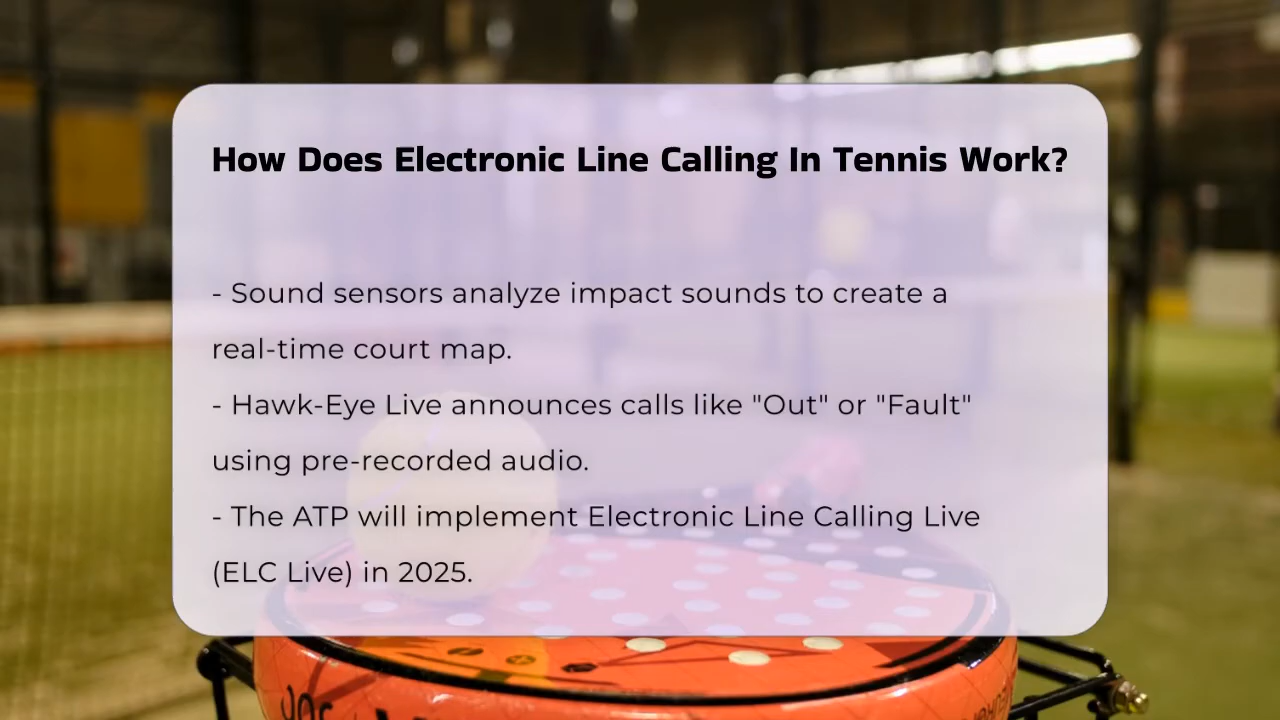 How Does Electronic Line Calling In Tennis Work?
- Sound sensors analyze impact sounds to create a
real-time court map.
- Hawk-Eye Live announces calls like "Out" or "Fault"
using pre-recorded audio.
- The ATP will implement Electronic Line Calling Live
(ELC Live) in 2025.